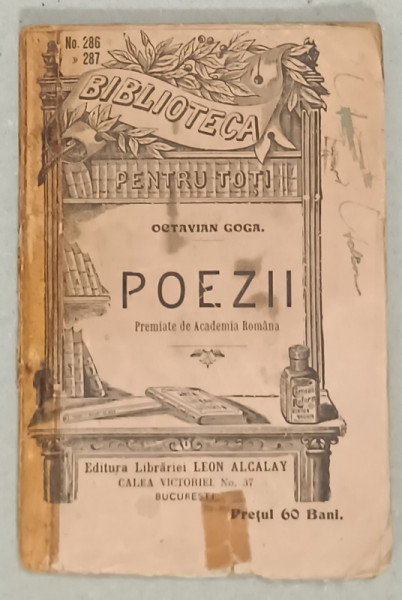 No. 286
» 287
BIBLIOTECA
PENTRU TOȚI
OCTAVIAN GOGA.
POEZII
Premiate de Academia Româna
Editura Librăriei LEON ALCALAY
CALEA VICTORIEI, No. 37
BUCUREȘTI.
Prețul 60 Bani.